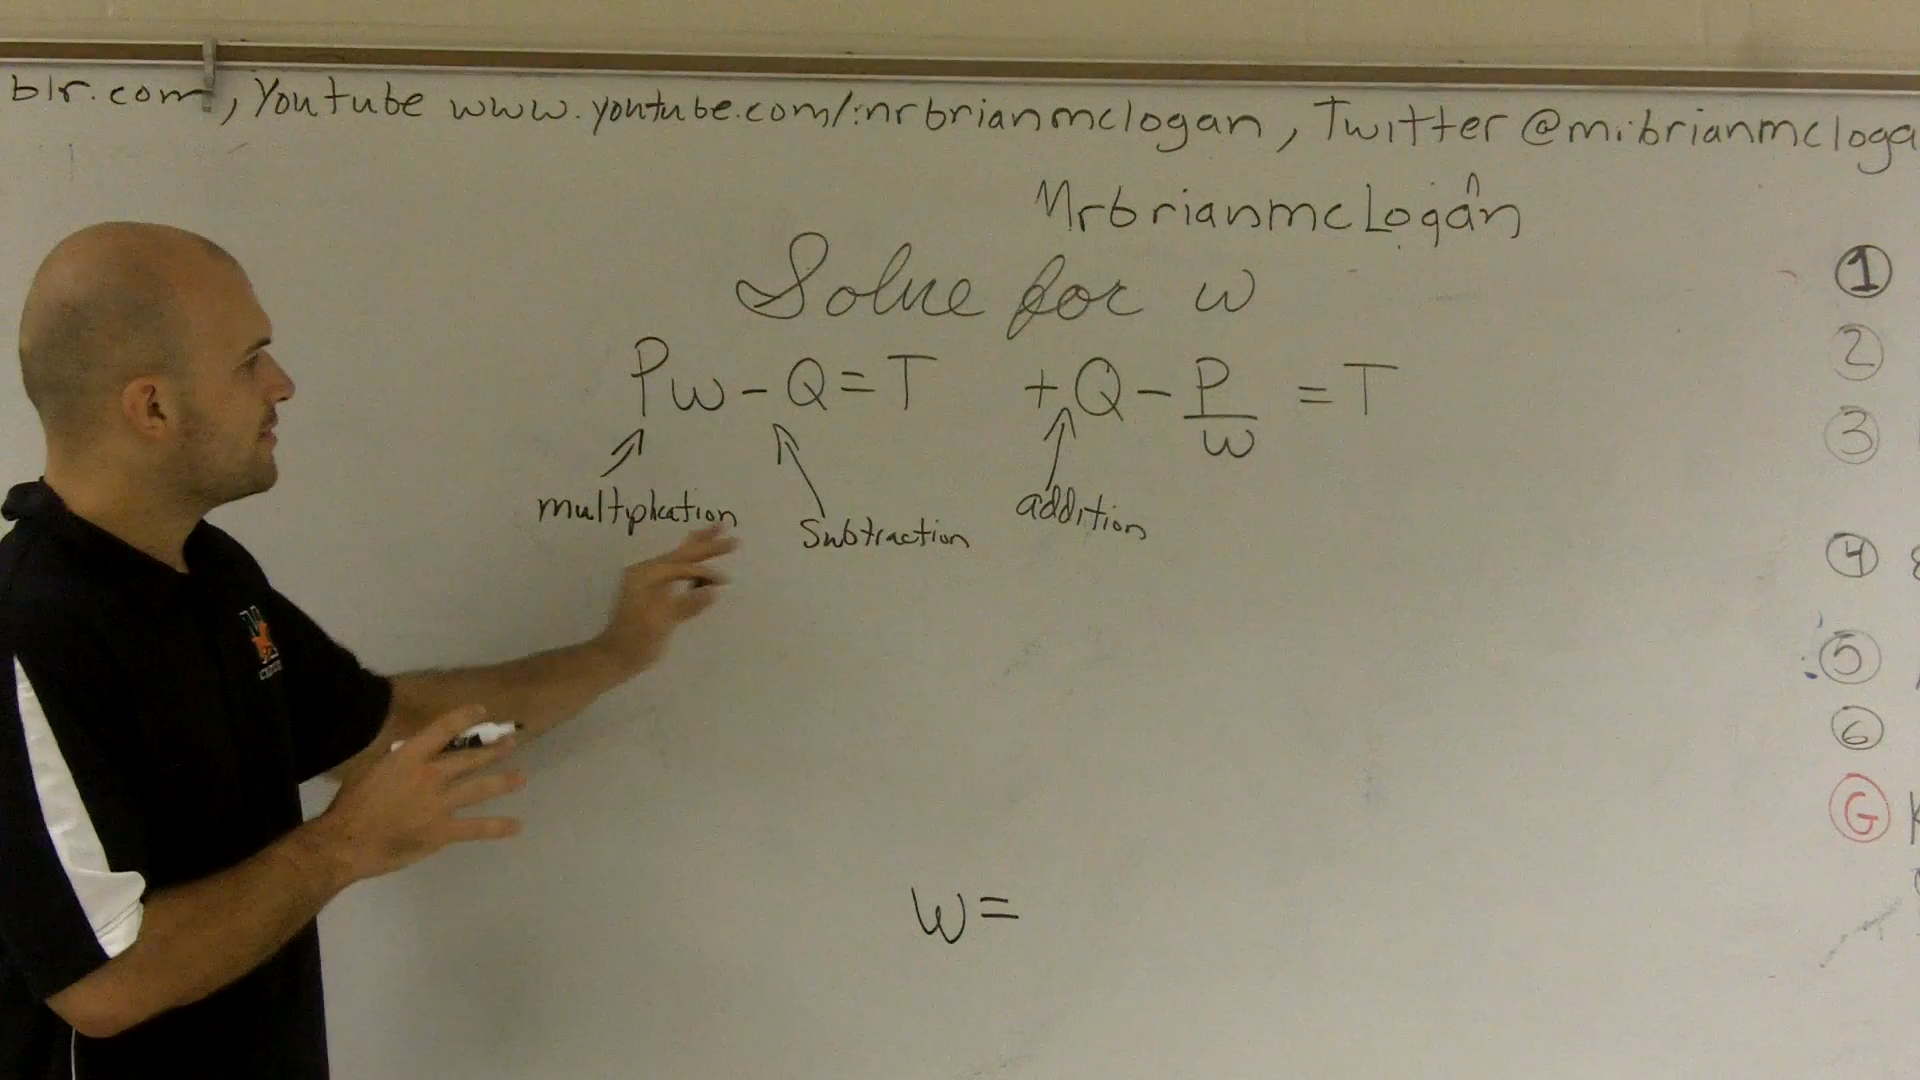 blr.com, Youtube www.youtube.com/mrbrianmclogan, Twitter @mrbrianmcloga
MrbrianmcLogan
Solve for w
Pw - Q = T +Q - P/w = T
multplication subtraction addition
w =
1
2
3
4
5
6
G K